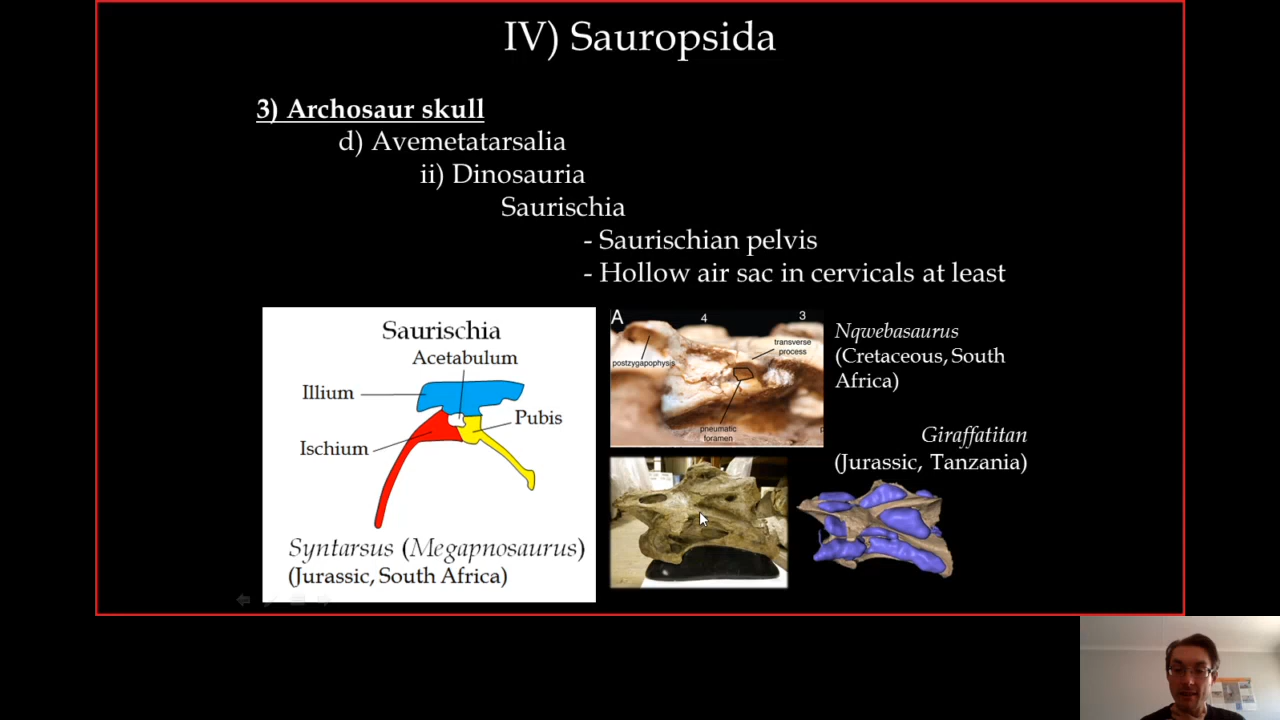 IV) Sauropsida
3) Archosaur skull
d) Avemetatarsalia
ii) Dinosauria
Saurischia
- Saurischian pelvis
- Hollow air sac in cervicals at least
Saurischia
Acetabulum
Illium
Pubis
Ischium
Syntarsus (Megapnosaurus)
(Jurassic, South Africa)
A
4
3
transverse
process
postzygapophysis
pneumatic
foramen
Nqwebasaurus
(Cretaceous, South
Africa)
Giraffatitan
(Jurassic, Tanzania)